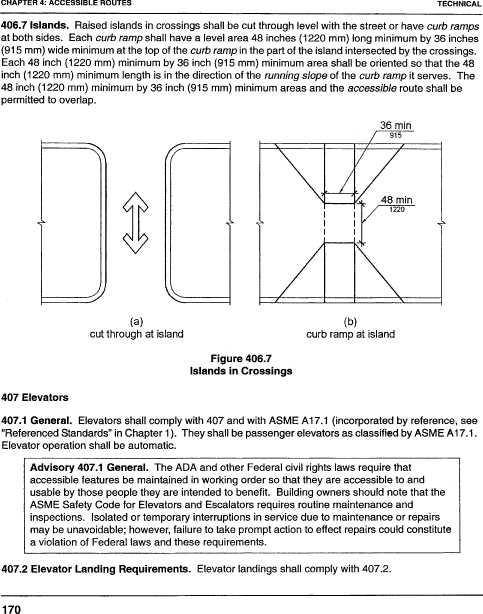 CHAPTER 4: ACCESSIBLE ROUTES
TECHNICAL
406.7 Islands. Raised islands in crossings shall be cut through level with the street or have curb ramps
at both sides. Each curb ramp shall have a level area 48 inches (1220 mm) long minimum by 36 inches
(915 mm) wide minimum at the top of the curb ramp in the part of the island intersected by the crossings.
Each 48 inch (1220 mm) minimum by 36 inch (915 mm) minimum area shall be oriented so that the 48
inch (1220 mm) minimum length is in the direction of the running slope of the curb ramp it serves. The
48 inch (1220 mm) minimum by 36 inch (915 mm) minimum areas and the accessible route shall be
permitted to overlap.
36 min
915
48 min
1220
(a)
cut through at island
(b)
curb ramp at island
Figure 406.7
Islands in Crossings
407 Elevators
407.1 General. Elevators shall comply with 407 and with ASME A17.1 (incorporated by reference, see
"Referenced Standards" in Chapter 1). They shall be passenger elevators as classified by ASME A17.1.
Elevator operation shall be automatic.
Advisory 407.1 General. The ADA and other Federal civil rights laws require that
accessible features be maintained in working order so that they are accessible to and
usable by those people they are intended to benefit. Building owners should note that the
ASME Safety Code for Elevators and Escalators requires routine maintenance and
inspections. Isolated or temporary interruptions in service due to maintenance or repairs
may be unavoidable; however, failure to take prompt action to effect repairs could constitute
a violation of Federal laws and these requirements.
407.2 Elevator Landing Requirements. Elevator landings shall comply with 407.2.
170